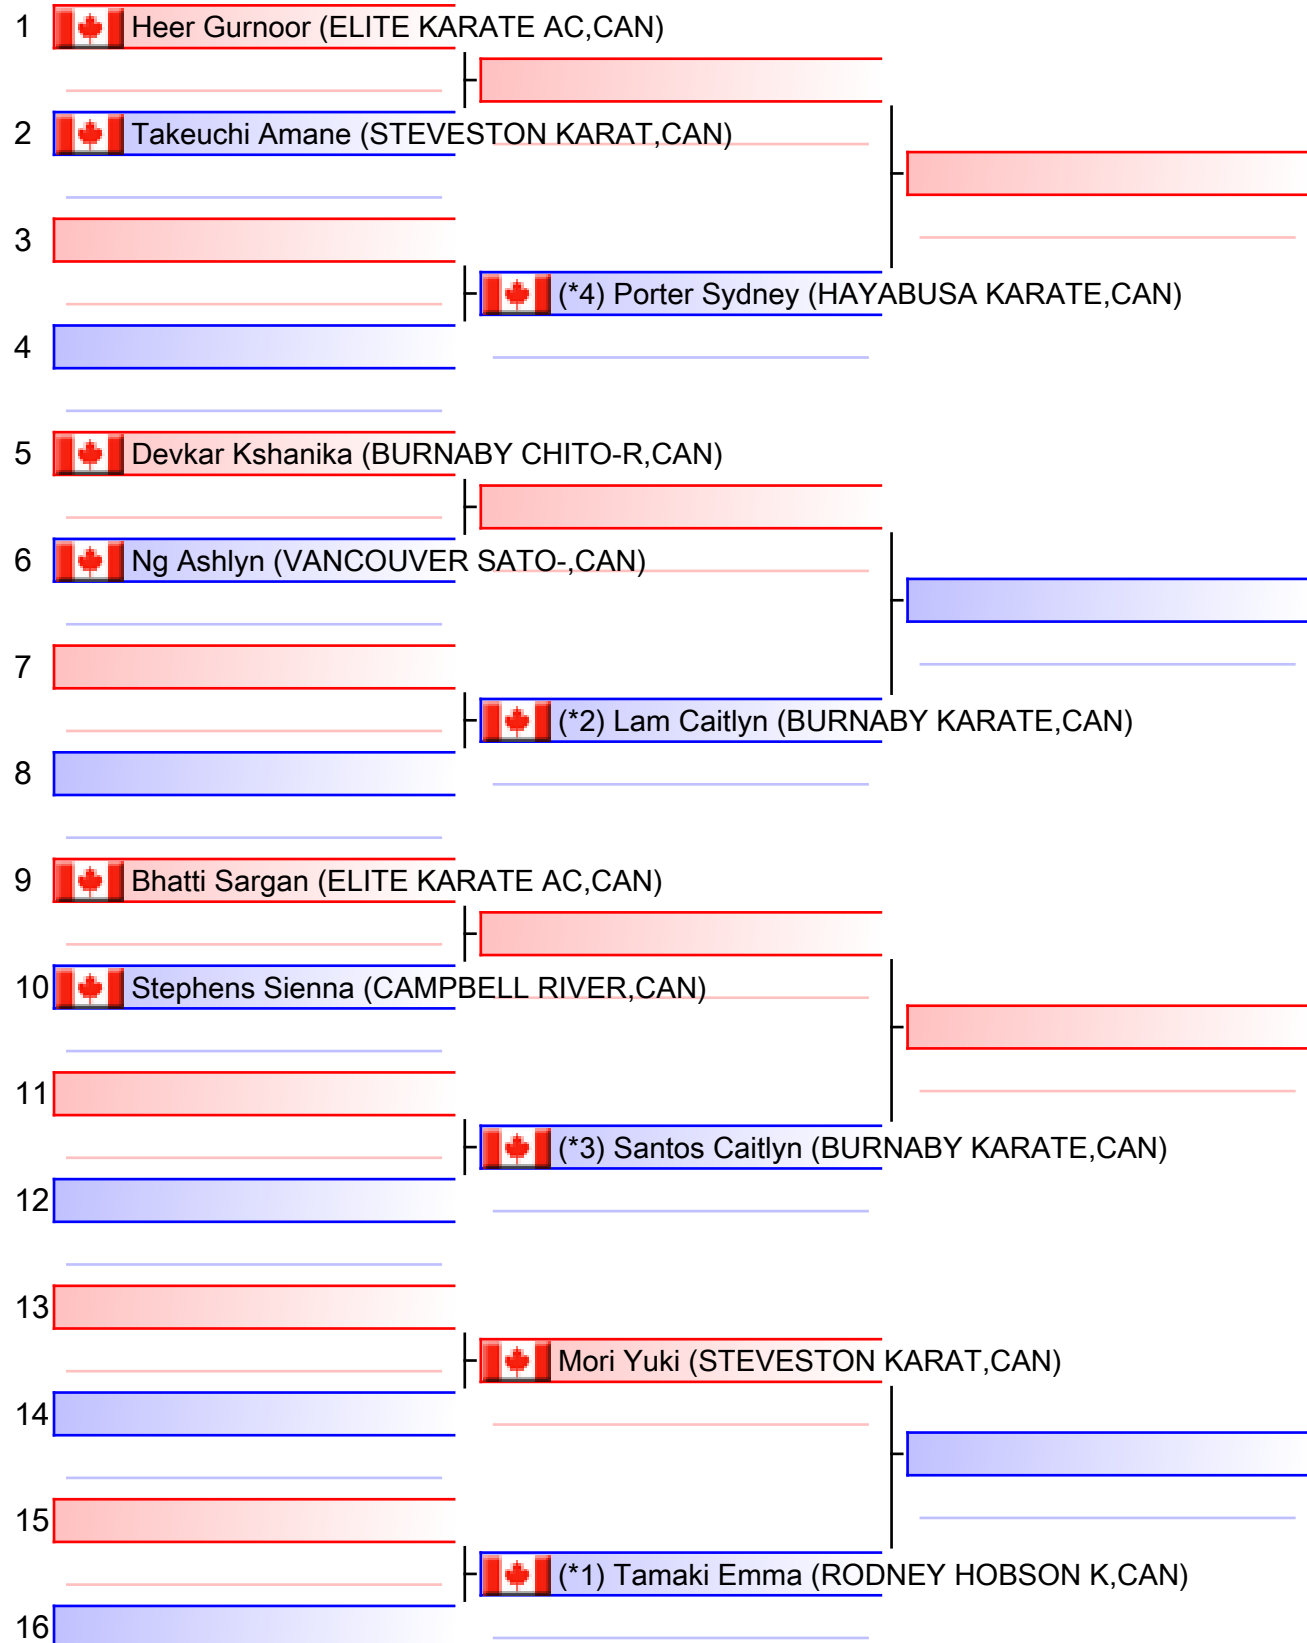 1 Heer Gurnoor (ELITE KARATE AC,CAN)
2 Takeuchi Amane (STEVESTON KARAT,CAN)
3
(*4) Porter Sydney (HAYABUSA KARATE,CAN)
4
5 Devkar Kshanika (BURNABY CHITO-R,CAN)
6 Ng Ashlyn (VANCOUVER SATO-,CAN)
7
(*2) Lam Caitlyn (BURNABY KARATE,CAN)
8
9 Bhatti Sargan (ELITE KARATE AC,CAN)
10 Stephens Sienna (CAMPBELL RIVER,CAN)
11
(*3) Santos Caitlyn (BURNABY KARATE,CAN)
12
13
Mori Yuki (STEVESTON KARAT,CAN)
14
15
(*1) Tamaki Emma (RODNEY HOBSON K,CAN)
16